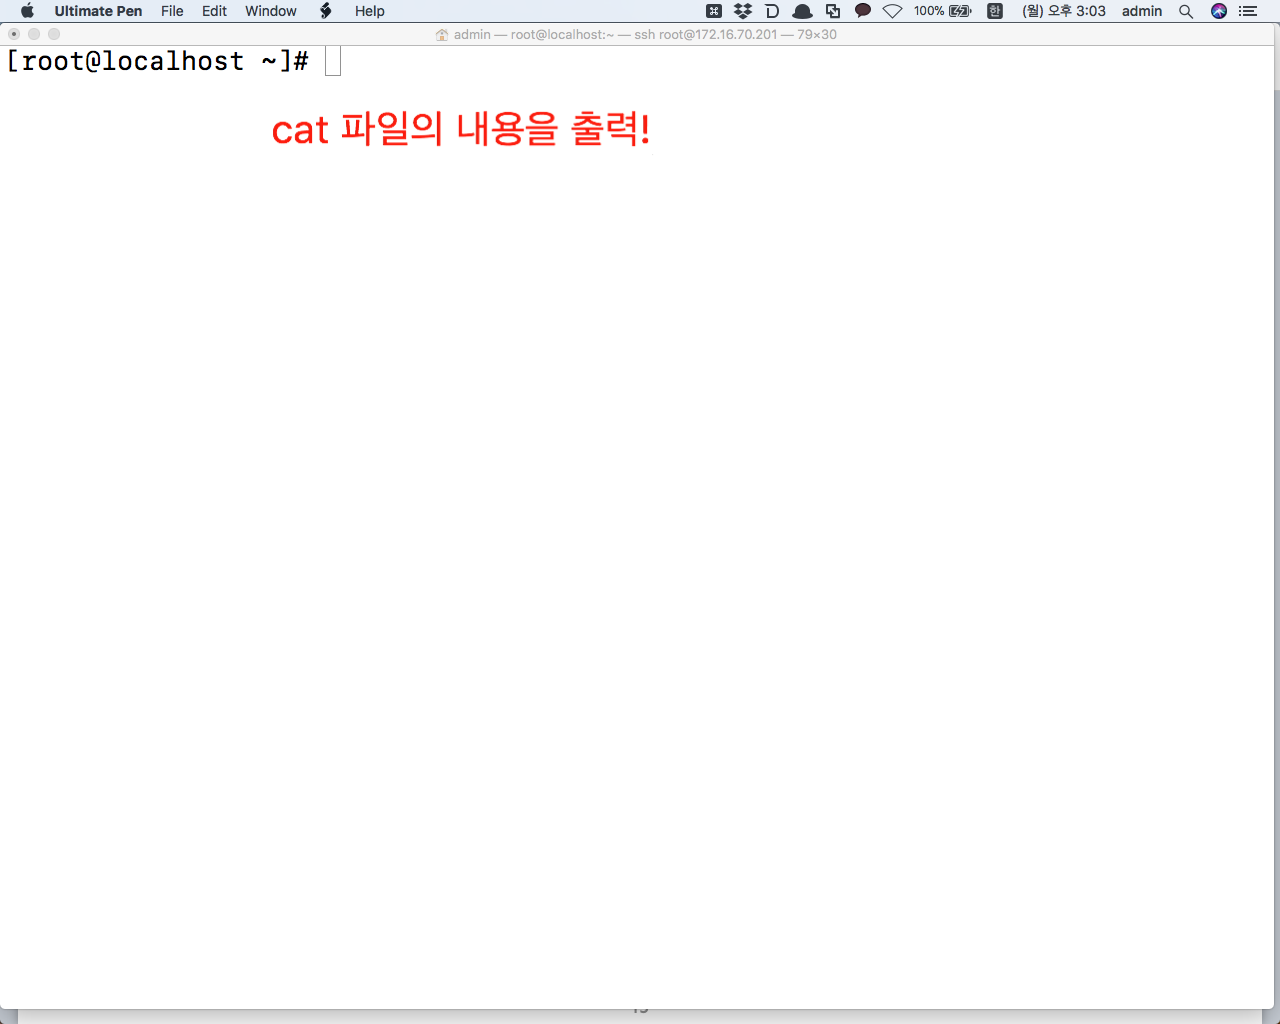 Ultimate Pen File Edit Window Help 100% 한 (월) 오후 3:03 admin
admin — root@localhost:~ — ssh root@172.16.70.201 — 79×30
[root@localhost ~]#
cat 파일의 내용을 출력!